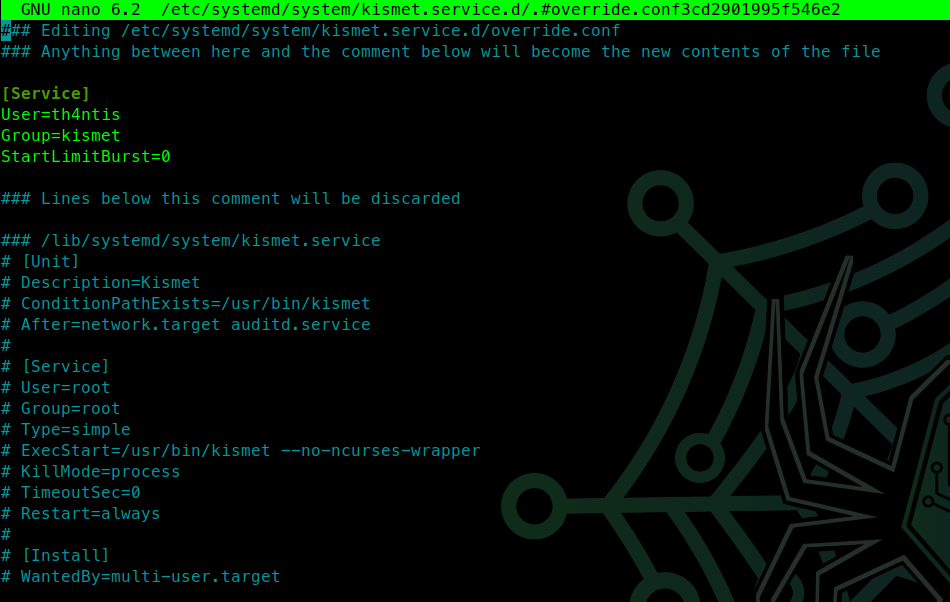 GNU nano 6.2  /etc/systemd/system/kismet.service.d/.#override.conf3cd2901995f546e2
### Editing /etc/systemd/system/kismet.service.d/override.conf
### Anything between here and the comment below will become the new contents of the file
[Service]
User=th4ntis
Group=kismet
StartLimitBurst=0
### Lines below this comment will be discarded
### /lib/systemd/system/kismet.service
# [Unit]
# Description=Kismet
# ConditionPathExists=/usr/bin/kismet
# After=network.target auditd.service
#
# [Service]
# User=root
# Group=root
# Type=simple
# ExecStart=/usr/bin/kismet --no-ncurses-wrapper
# KillMode=process
# TimeoutSec=0
# Restart=always
#
# [Install]
# WantedBy=multi-user.target